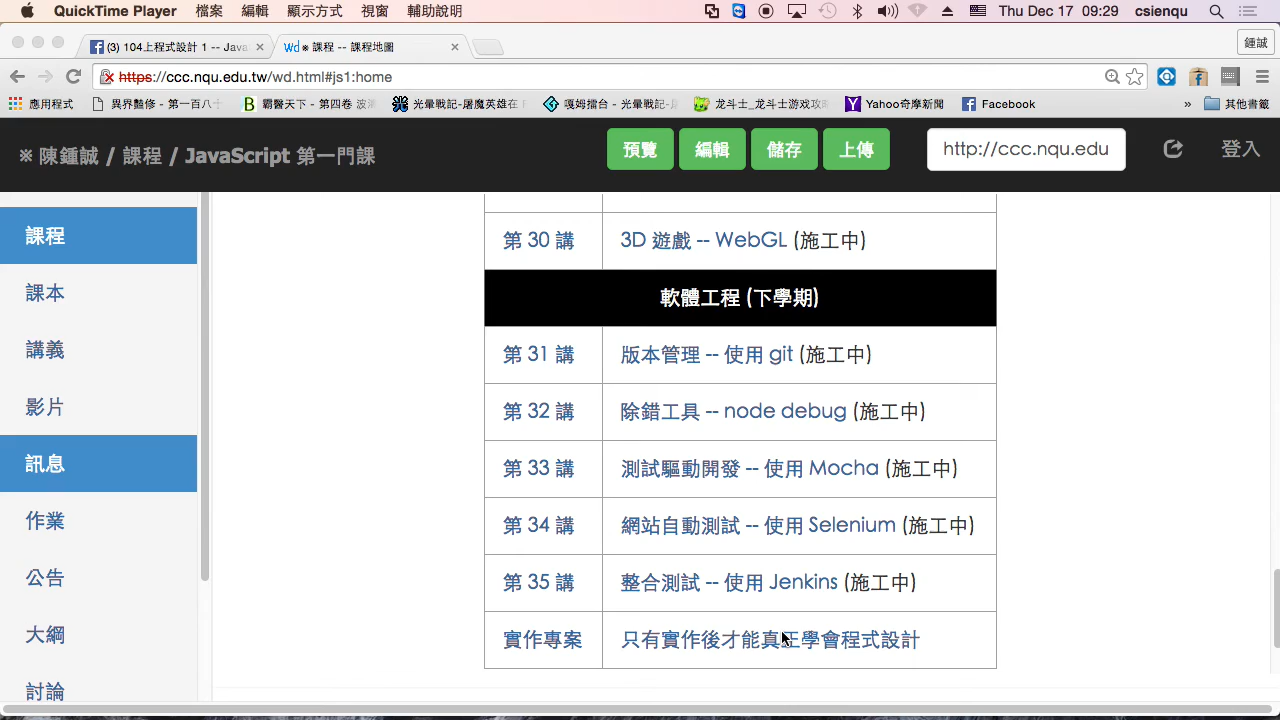 QuickTime Player 檔案 編輯 顯示方式 視窗 輔助說明 Thu Dec 17 09:29 csienqu
(3) 104上程式設計 1 -- Java
Wd ※ 課程 -- 課程地圖
鍾誠
https://ccc.nqu.edu.tw/wd.html#js1:home
應用程式 異界醫修 - 第一百八十 霸醫天下 - 第四卷 光暈戰記-屠魔英雄 嘎姆擂台 - 光暈戰記- 龙斗士_龙斗士游戏攻略 Yahoo奇摩新聞 Facebook » 其他書籤
※ 陳鍾誠 / 課程 / JavaScript 第一門課
預覽 編輯 儲存 上傳 http://ccc.nqu.edu 登入
課程
課本
講義
影片
訊息
作業
公告
大綱
討論
第 30 講 3D 遊戲 -- WebGL (施工中)
軟體工程 (下學期)
第 31 講 版本管理 -- 使用 git (施工中)
第 32 講 除錯工具 -- node debug (施工中)
第 33 講 測試驅動開發 -- 使用 Mocha (施工中)
第 34 講 網站自動測試 -- 使用 Selenium (施工中)
第 35 講 整合測試 -- 使用 Jenkins (施工中)
實作專案 只有實作後才能真正學會程式設計